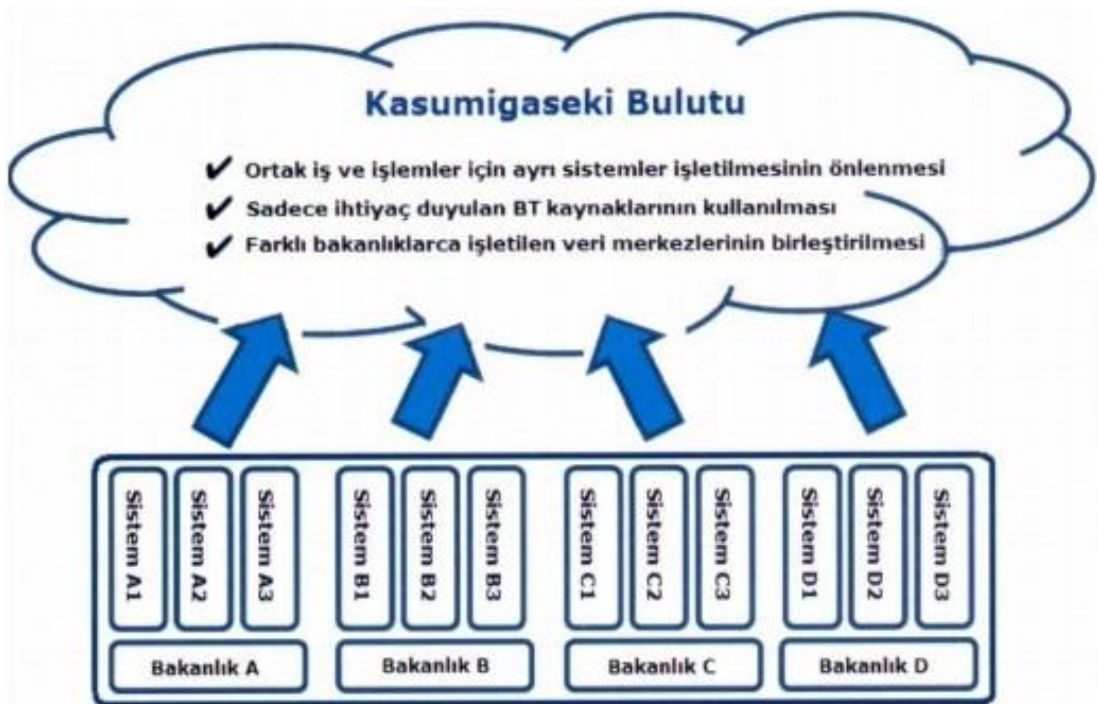 Kasumigaseki Bulutu
✔ Ortak iş ve işlemler için ayrı sistemler işletilmesinin önlenmesi
✔ Sadece ihtiyaç duyulan BT kaynaklarının kullanılması
✔ Farklı bakanlıklarca işletilen veri merkezlerinin birleştirilmesi
Sistem A1
Sistem A2
Sistem A3
Bakanlık A
Sistem B1
Sistem B2
Sistem B3
Bakanlık B
Sistem C1
Sistem C2
Sistem C3
Bakanlık C
Sistem D1
Sistem D2
Sistem D3
Bakanlık D